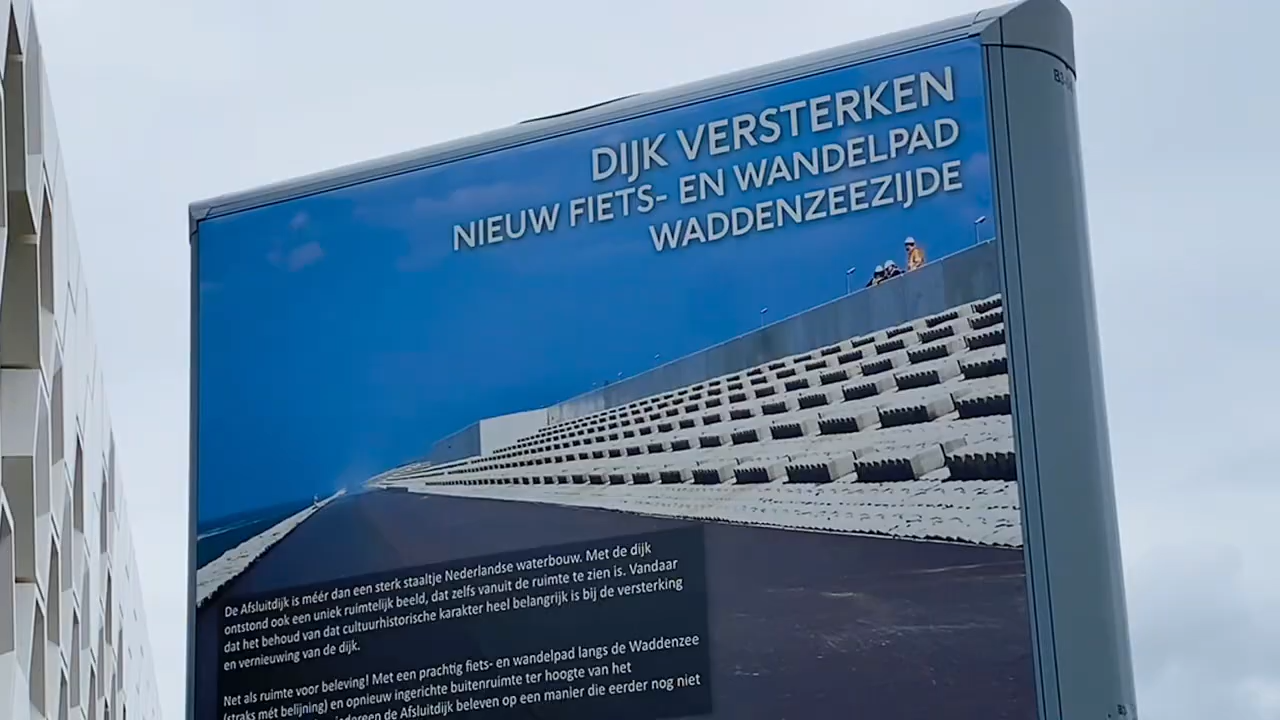 DIJK VERSTERKEN
NIEUW FIETS- EN WANDELPAD
WADDENZEEZIJDE
De Afsluitdijk is méér dan een sterk staaltje Nederlandse waterbouw. Met de dijk
ontstond ook een uniek ruimtelijk beeld, dat zelfs vanuit de ruimte te zien is. Vandaar
dat het behoud van dat cultuurhistorische karakter heel belangrijk is bij de versterking
en vernieuwing van de dijk.
Net als ruimte voor beleving! Met een prachtig fiets- en wandelpad langs de Waddenzee
(straks mét belijning) en opnieuw ingerichte buitenruimte ter hoogte van het
iedereen de Afsluitdijk beleven op een manier die eerder nog niet